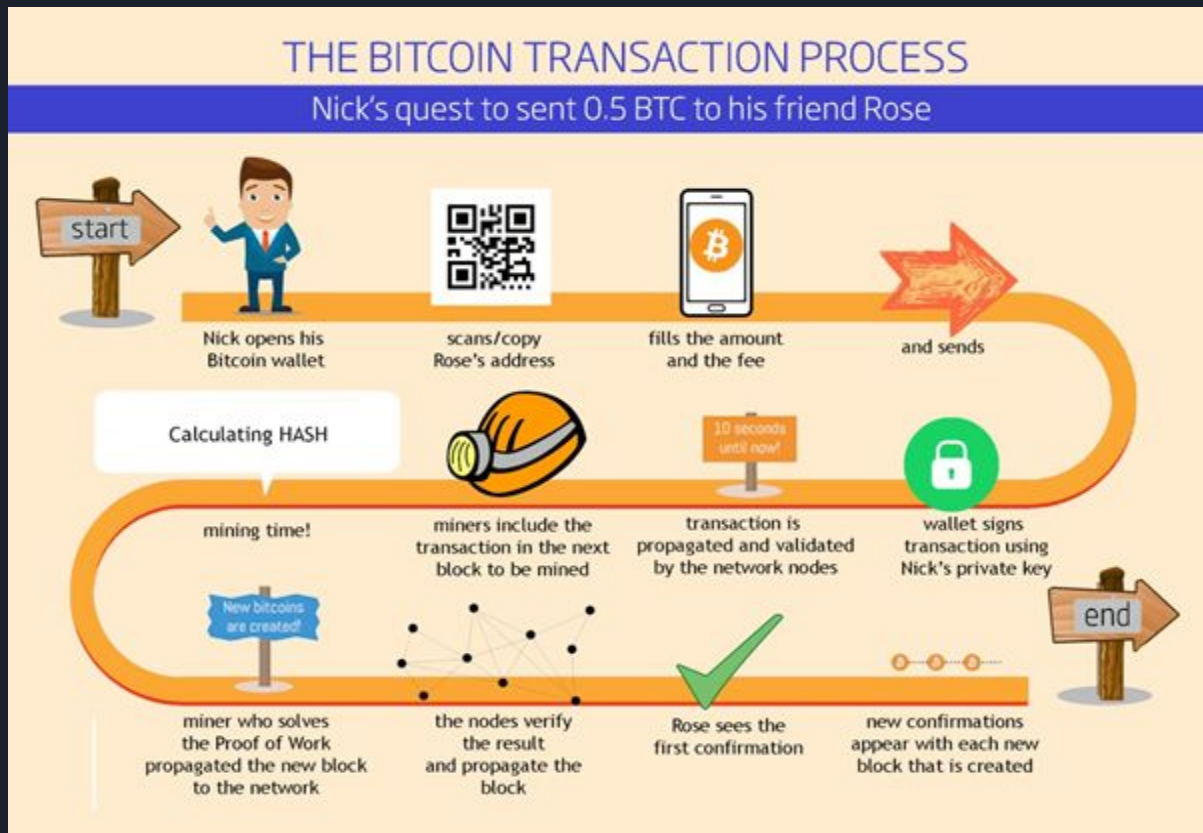 THE BITCOIN TRANSACTION PROCESS
Nick's quest to sent 0.5 BTC to his friend Rose
start
Nick opens his
Bitcoin wallet
scans/copy
Rose's address
fills the amount
and the fee
and sends
wallet signs
transaction using
Nick's private key
10 seconds
until now!
transaction is
propagated and validated
by the network nodes
miners include the
transaction in the next
block to be mined
Calculating HASH
mining time!
New bitcoins
are created!
miner who solves
the Proof of Work
propagated the new block
to the network
the nodes verify
the result
and propagate the
block
Rose sees the
first confirmation
new confirmations
appear with each new
block that is created
end